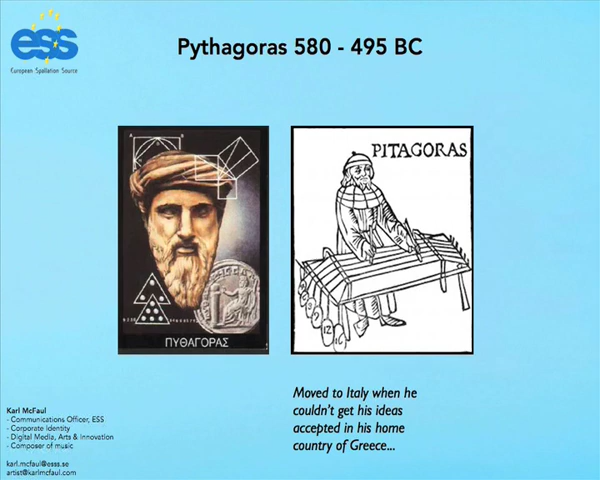 ess
European Spallation Source
Pythagoras 580 - 495 BC
A
B
ΠΥΘΑΓΟΡΑΣ
PITAGORAS
12
Moved to Italy when he
couldn't get his ideas
accepted in his home
country of Greece...
Karl McFaul
- Communications Officer, ESS
- Corporate Identity
- Digital Media, Arts & Innovation
- Composer of music
karl.mcfaul@esss.se
artist@karlmcfaul.com